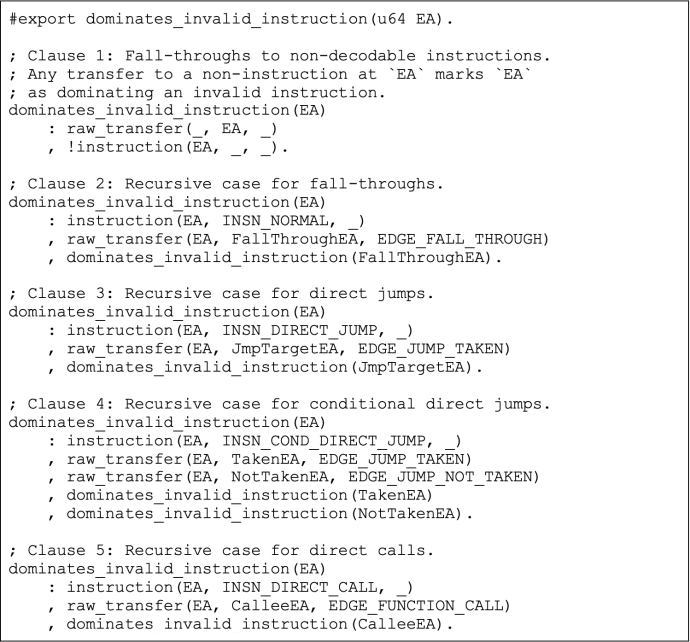 #export dominates_invalid_instruction(u64 EA).
; Clause 1: Fall-throughs to non-decodable instructions.
; Any transfer to a non-instruction at `EA` marks `EA`
; as dominating an invalid instruction.
dominates_invalid_instruction(EA)
    : raw_transfer(_, EA, _)
    , !instruction(EA, _, _).
; Clause 2: Recursive case for fall-throughs.
dominates_invalid_instruction(EA)
    : instruction(EA, INSN_NORMAL, _)
    , raw_transfer(EA, FallThroughEA, EDGE_FALL_THROUGH)
    , dominates_invalid_instruction(FallThroughEA).
; Clause 3: Recursive case for direct jumps.
dominates_invalid_instruction(EA)
    : instruction(EA, INSN_DIRECT_JUMP, _)
    , raw_transfer(EA, JmpTargetEA, EDGE_JUMP_TAKEN)
    , dominates_invalid_instruction(JmpTargetEA).
; Clause 4: Recursive case for conditional direct jumps.
dominates_invalid_instruction(EA)
    : instruction(EA, INSN_COND_DIRECT_JUMP, _)
    , raw_transfer(EA, TakenEA, EDGE_JUMP_TAKEN)
    , raw_transfer(EA, NotTakenEA, EDGE_JUMP_NOT_TAKEN)
    , dominates_invalid_instruction(TakenEA)
    , dominates_invalid_instruction(NotTakenEA).
; Clause 5: Recursive case for direct calls.
dominates_invalid_instruction(EA)
    : instruction(EA, INSN_DIRECT_CALL, _)
    , raw_transfer(EA, CalleeEA, EDGE_FUNCTION_CALL)
    , dominates_invalid_instruction(CalleeEA).